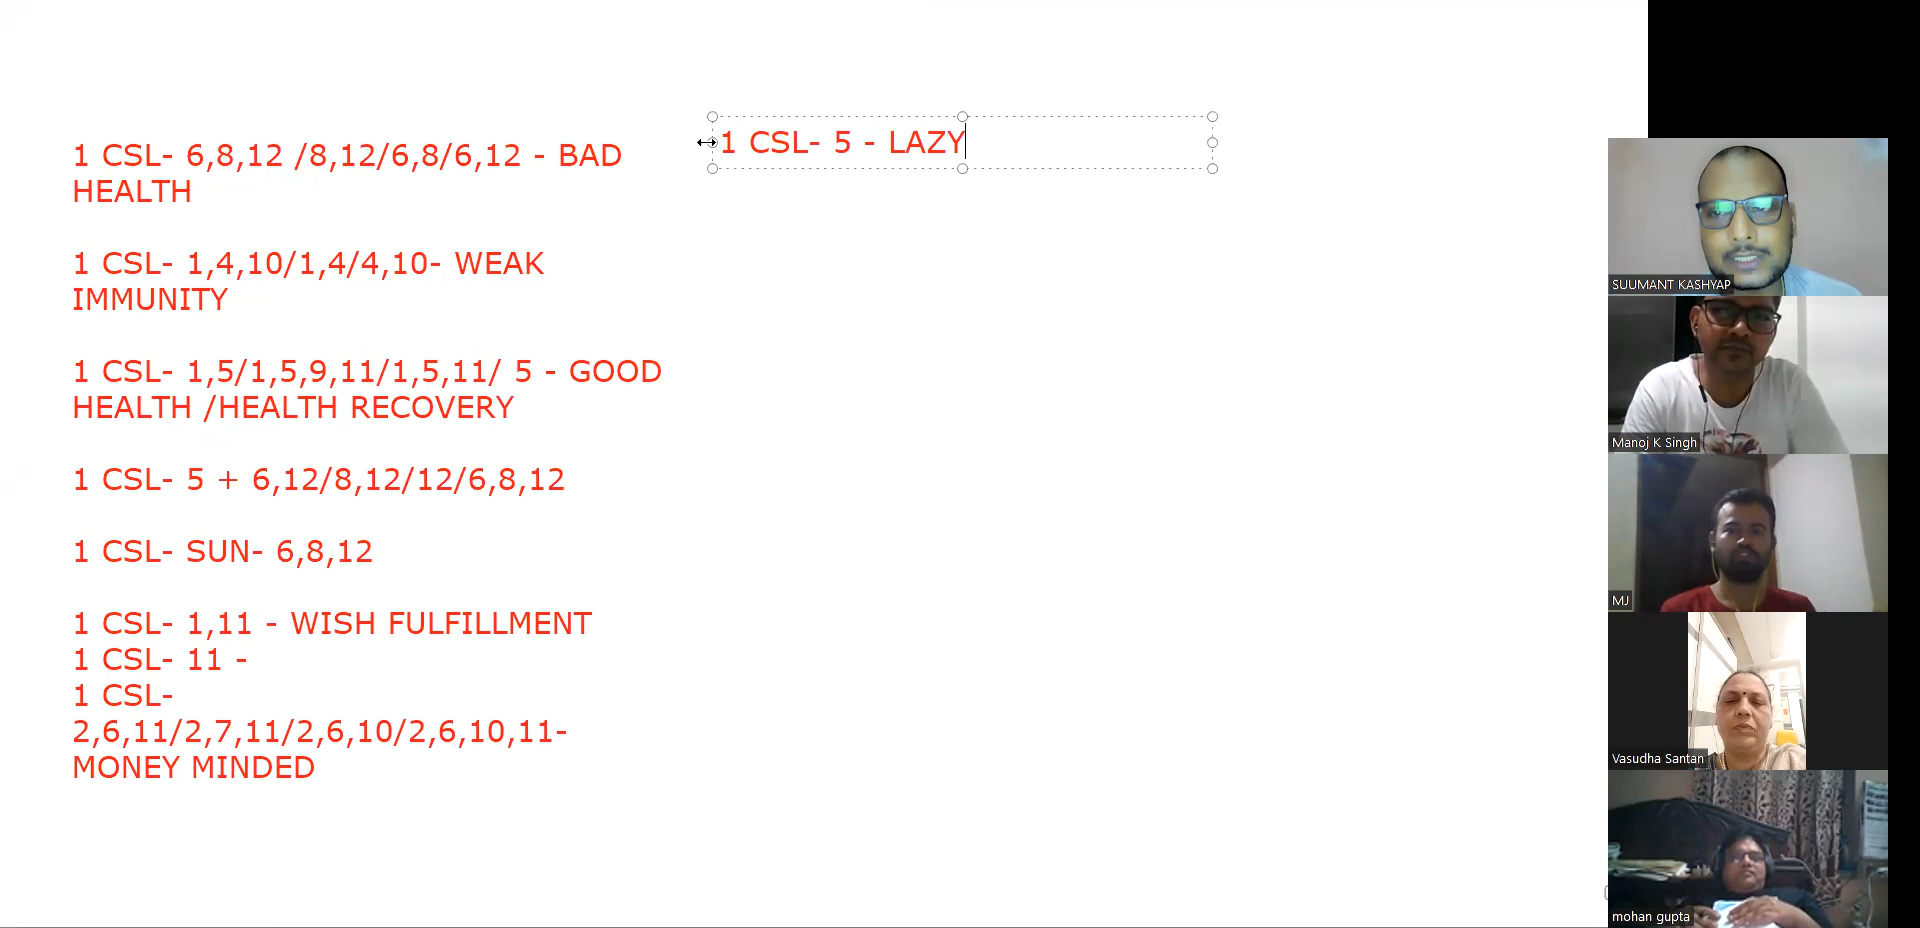 1 CSL- 6,8,12 /8,12/6,8/6,12 - BAD
HEALTH
1 CSL- 1,4,10/1,4/4,10- WEAK
IMMUNITY
1 CSL- 1,5/1,5,9,11/1,5,11/ 5 - GOOD
HEALTH /HEALTH RECOVERY
1 CSL- 5 + 6,12/8,12/12/6,8,12
1 CSL- SUN- 6,8,12
1 CSL- 1,11 - WISH FULFILLMENT
1 CSL- 11 -
1 CSL-
2,6,11/2,7,11/2,6,10/2,6,10,11-
MONEY MINDED
1 CSL- 5 - LAZY
SUUMANT KASHYAP
Manoj K Singh
MJ
Vasudha Santan
mohan gupta